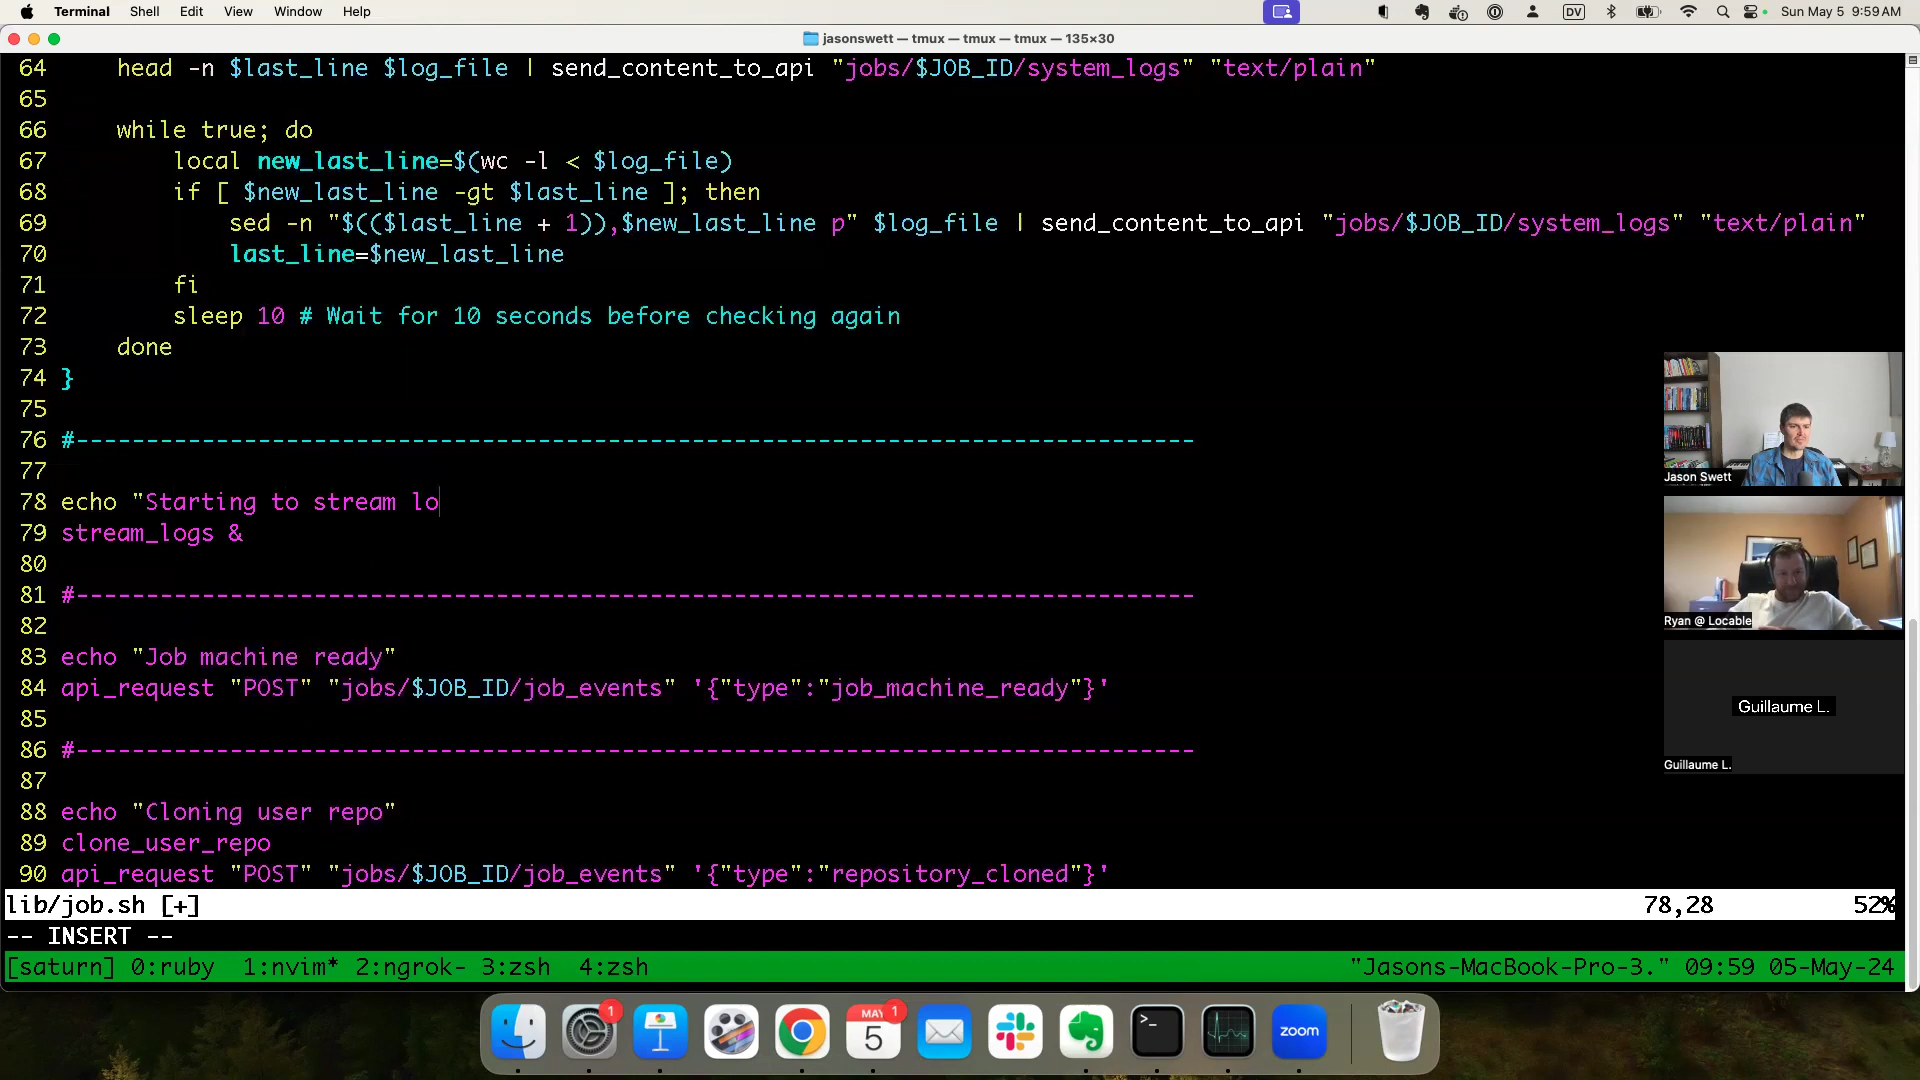 Terminal Shell Edit View Window Help DV Sun May 5 9:59 AM
jasonswett — tmux — tmux — tmux — 135×30
64 head -n $last_line $log_file | send_content_to_api "jobs/$JOB_ID/system_logs" "text/plain"
65
66 while true; do
67 local new_last_line=$(wc -l < $log_file)
68 if [ $new_last_line -gt $last_line ]; then
69 sed -n "$(($last_line + 1)),$new_last_line p" $log_file | send_content_to_api "jobs/$JOB_ID/system_logs" "text/plain"
70 last_line=$new_last_line
71 fi
72 sleep 10 # Wait for 10 seconds before checking again
73 done
74 }
75
76 #--------------------------------------------------------------------------------
77
78 echo "Starting to stream lo
79 stream_logs &
80
81 #--------------------------------------------------------------------------------
82
83 echo "Job machine ready"
84 api_request "POST" "jobs/$JOB_ID/job_events" '{"type":"job_machine_ready"}'
85
86 #--------------------------------------------------------------------------------
87
88 echo "Cloning user repo"
89 clone_user_repo
90 api_request "POST" "jobs/$JOB_ID/job_events" '{"type":"repository_cloned"}'
lib/job.sh [+] 78,28 52%
-- INSERT --
[saturn] 0:ruby 1:nvim* 2:ngrok- 3:zsh 4:zsh "Jasons-MacBook-Pro-3." 09:59 05-May-24
Jason Swett
Ryan @ Locable
Guillaume L.
Guillaume L.
1
MAY
5
1
>_
zoom